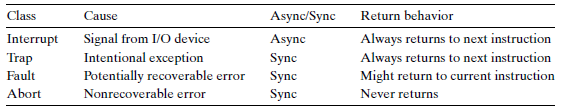 Class Cause Async/Sync Return behavior
Interrupt Signal from I/O device Async Always returns to next instruction
Trap Intentional exception Sync Always returns to next instruction
Fault Potentially recoverable error Sync Might return to current instruction
Abort Nonrecoverable error Sync Never returns